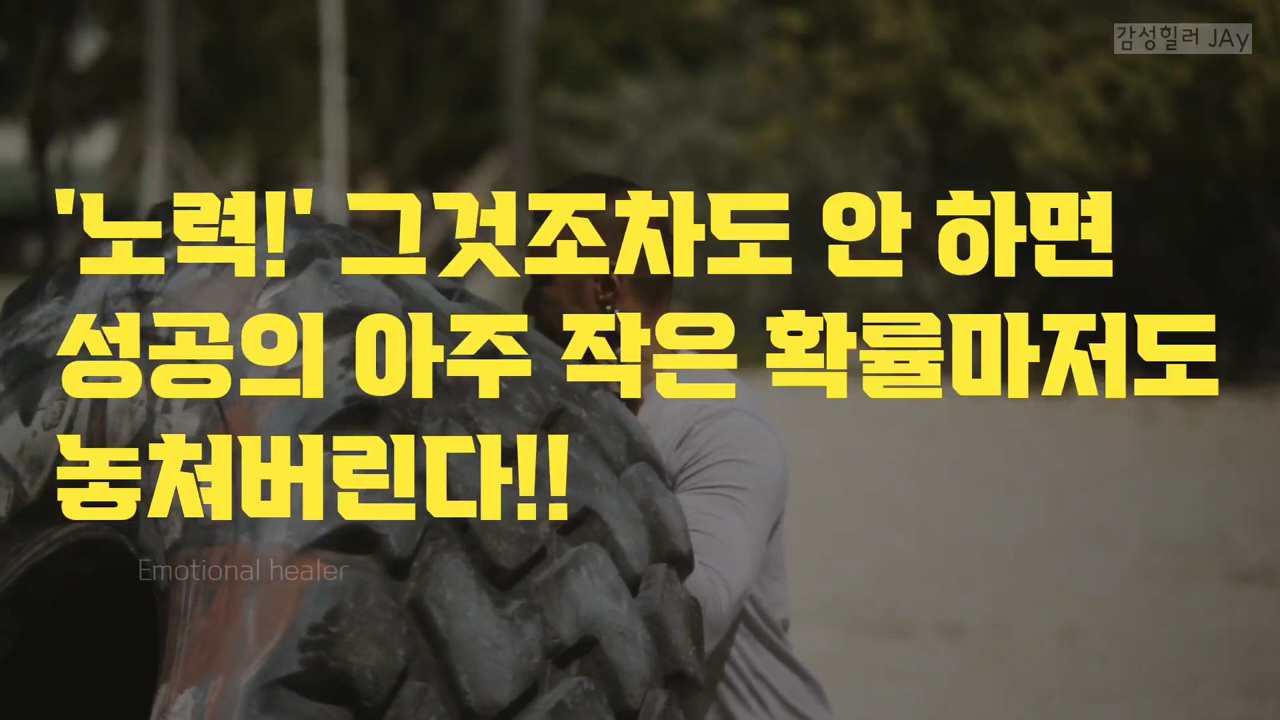 감성힐러 JAy
'노력!' 그것조차도 안 하면
성공의 아주 작은 확률마저도
놓쳐버린다!!
Emotional healer